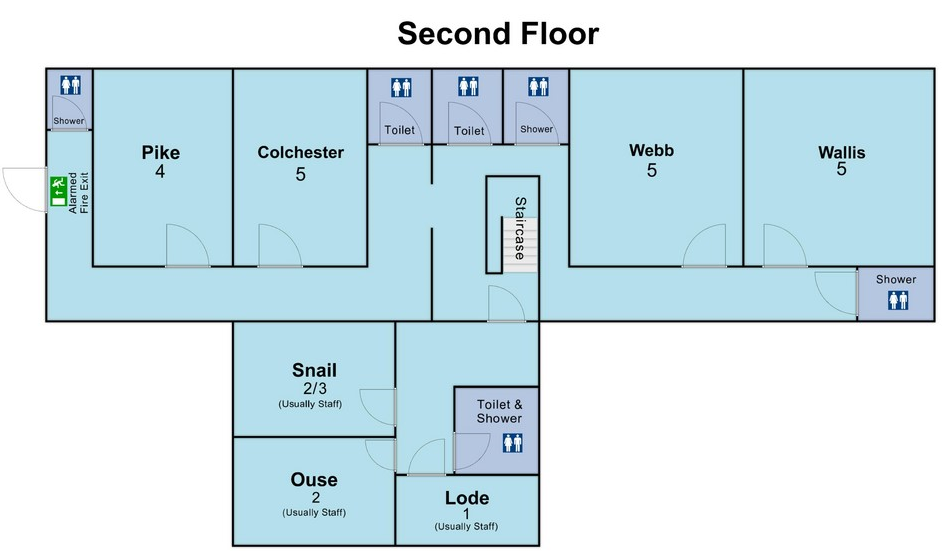 Second Floor
Shower
Toilet
Toilet
Shower
Pike
4
Colchester
5
Webb
5
Wallis
5
Alarmed
Fire Exit
Staircase
Shower
Snail
2/3
(Usually Staff)
Toilet &
Shower
Ouse
2
(Usually Staff)
Lode
1
(Usually Staff)